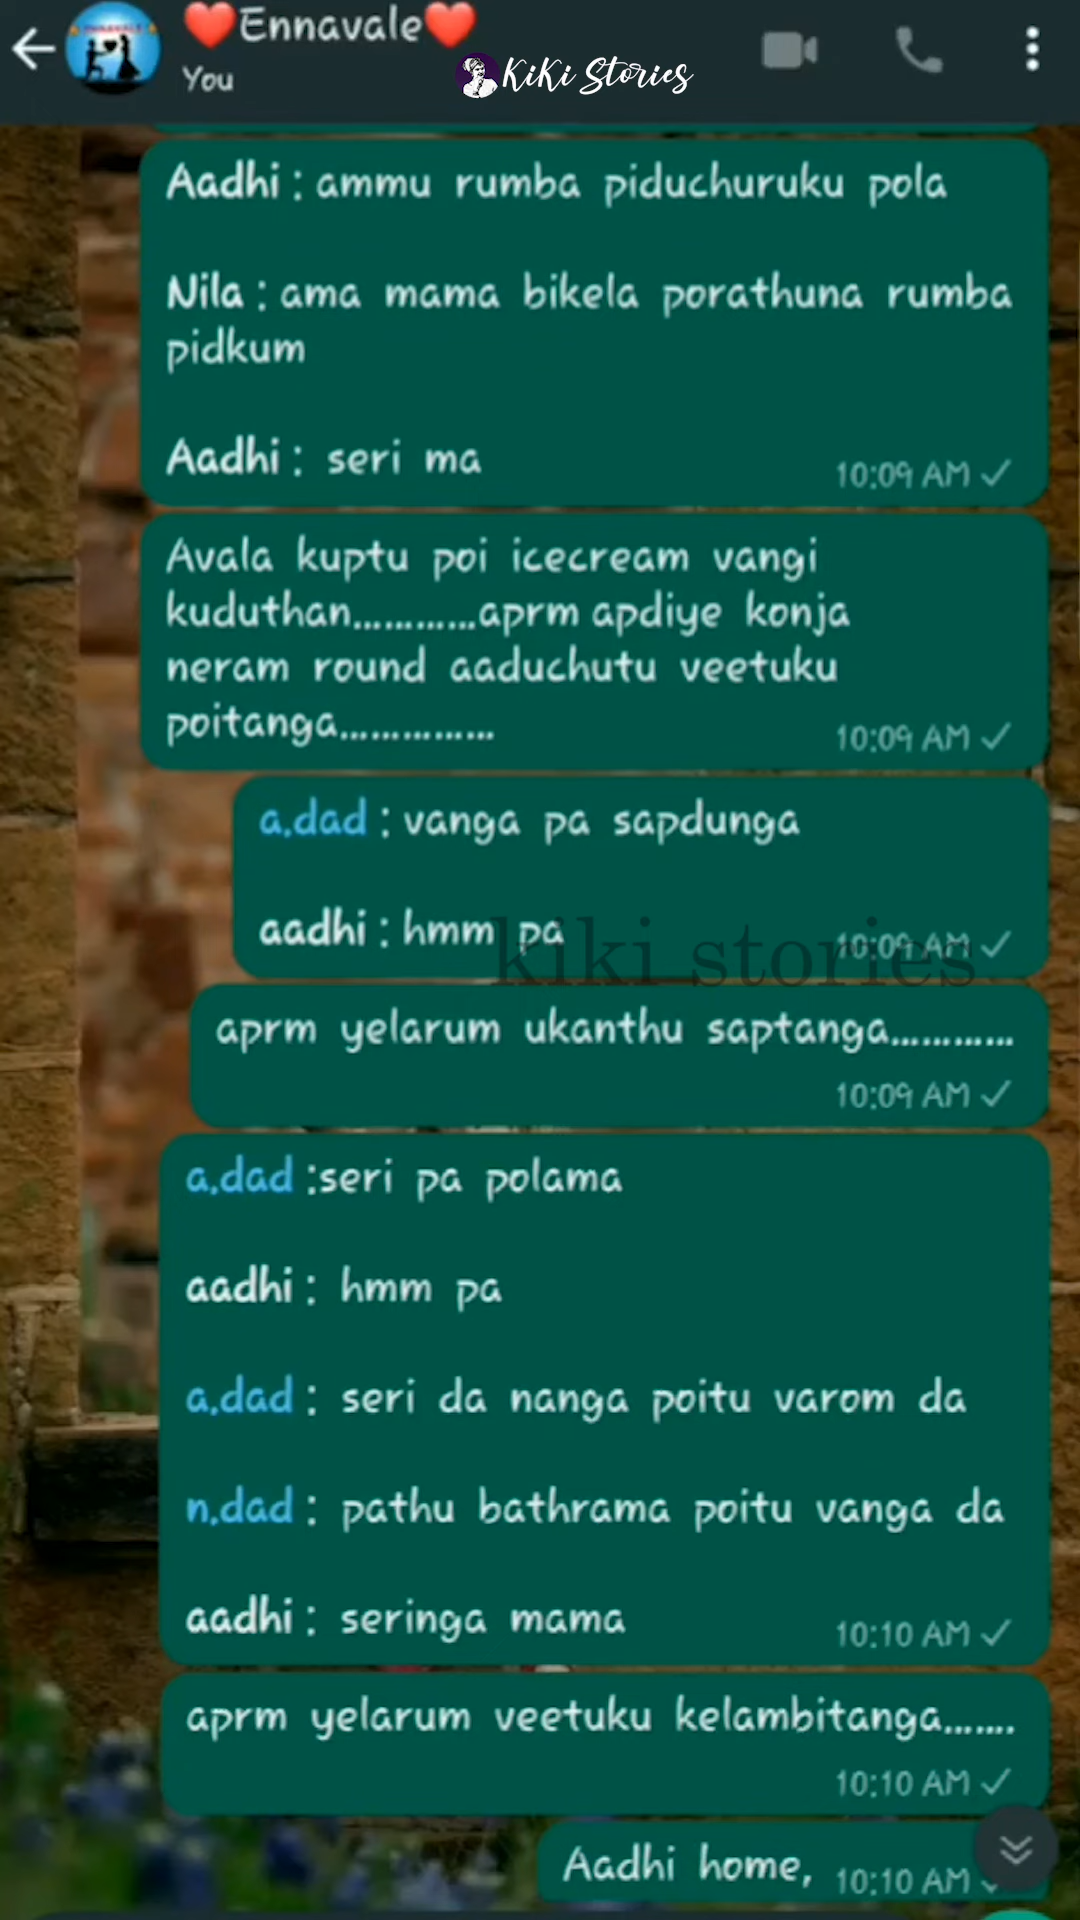 ❤️Ennavale❤️
You
KiKi Stories
Aadhi : ammu rumba piduchuruku pola
Nila : ama mama bikela porathuna rumba
pidkum
Aadhi : seri ma
10:09 AM
Avala kuptu poi icecream vangi
kuduthan............aprm apdiye konja
neram round aaduchutu veetuku
poitanga...............
10:09 AM
a.dad : vanga pa sapdunga
aadhi : hmm pa
10:09 AM
kiki stories
aprm yelarum ukanthu saptanga............
10:09 AM
a.dad :seri pa polama
aadhi : hmm pa
a.dad : seri da nanga poitu varom da
n.dad : pathu bathrama poitu vanga da
aadhi : seringa mama
10:10 AM
aprm yelarum veetuku kelambitanga.......
10:10 AM
Aadhi home,
10:10 AM